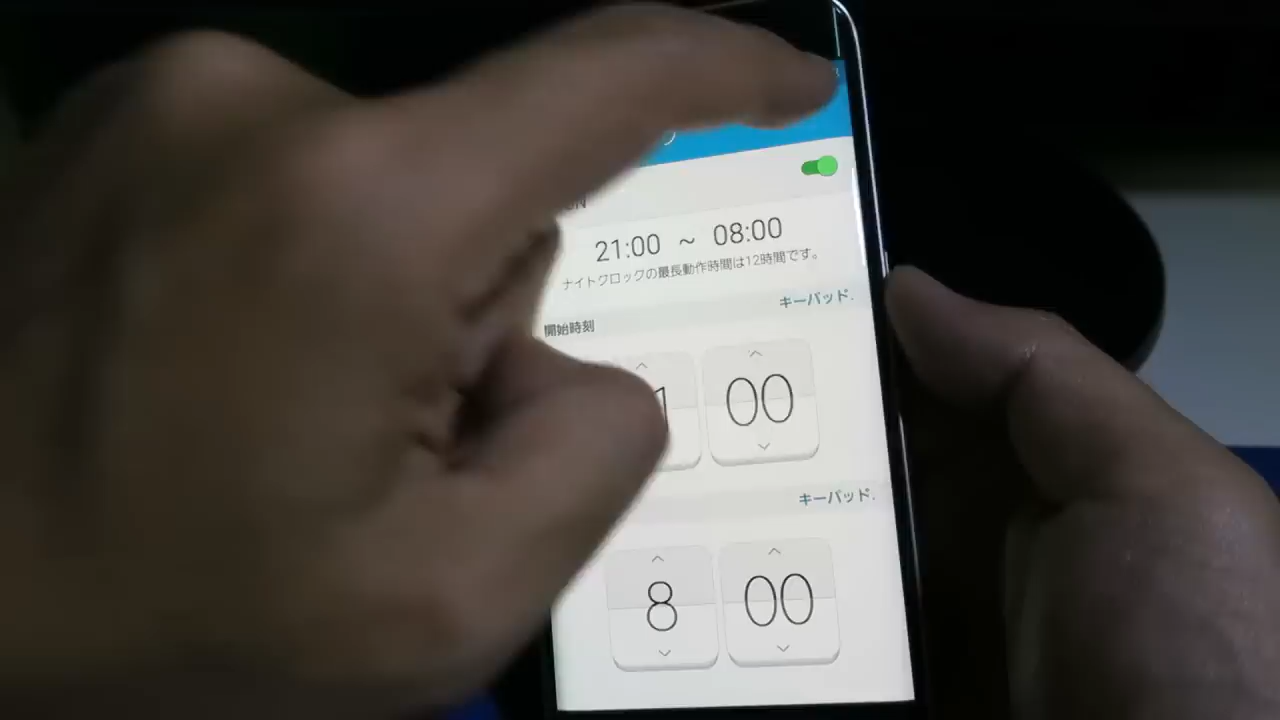 21:00 ～ 08:00
ナイトクロックの最長動作時間は12時間です。
キーパッド.
開始時刻
00
キーパッド.
8 00